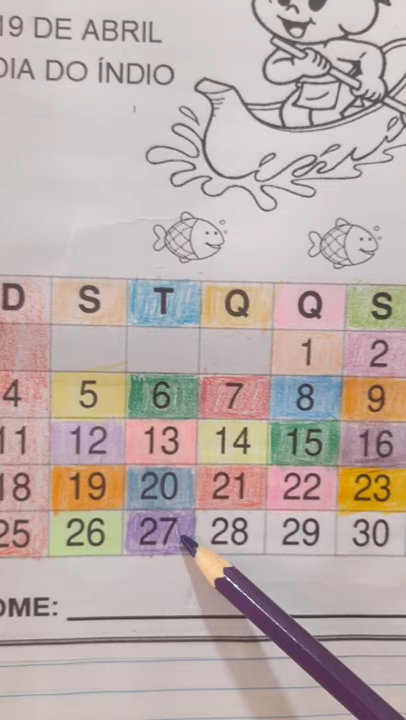 19 DE ABRIL
DIA DO ÍNDIO
D S T Q Q S
1 2
4 5 6 7 8 9
11 12 13 14 15 16
18 19 20 21 22 23
25 26 27 28 29 30
OME: